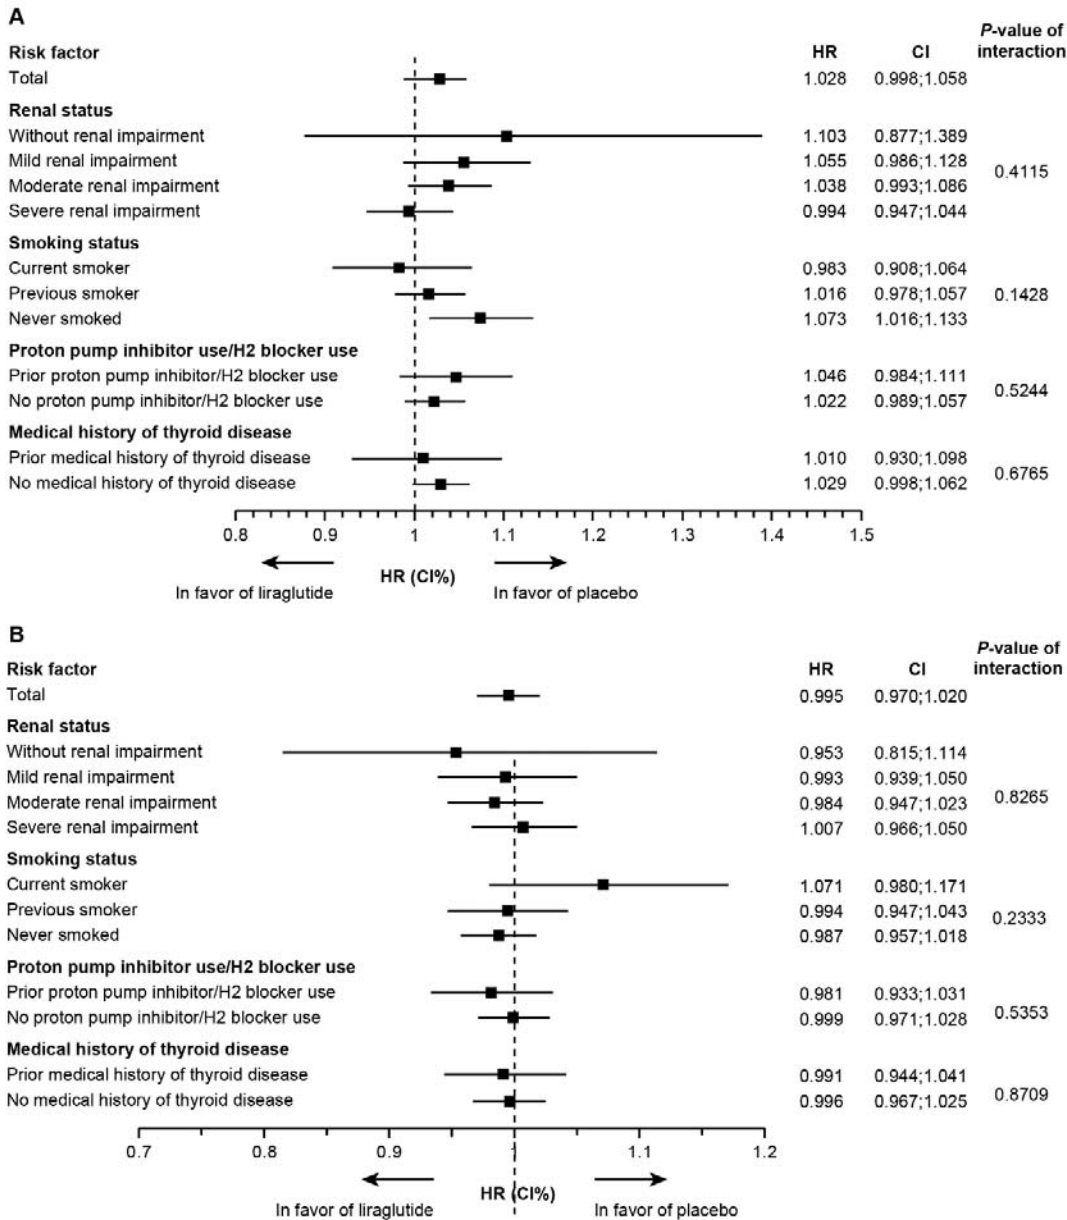 A
P-value of
Risk factor HR CI interaction
Total 1.028 0.998;1.058
Renal status
Without renal impairment 1.103 0.877;1.389
Mild renal impairment 1.055 0.986;1.128
0.4115
Moderate renal impairment 1.038 0.993;1.086
Severe renal impairment 0.994 0.947;1.044
Smoking status
Current smoker 0.983 0.908;1.064
Previous smoker 1.016 0.978;1.057 0.1428
Never smoked 1.073 1.016;1.133
Proton pump inhibitor use/H2 blocker use
Prior proton pump inhibitor/H2 blocker use 1.046 0.984;1.111
0.5244
No proton pump inhibitor/H2 blocker use 1.022 0.989;1.057
Medical history of thyroid disease
Prior medical history of thyroid disease 1.010 0.930;1.098
0.6765
No medical history of thyroid disease 1.029 0.998;1.062
0.8 0.9 1 1.1 1.2 1.3 1.4 1.5
HR (CI%)
In favor of liraglutide In favor of placebo
B
P-value of
Risk factor HR CI interaction
Total 0.995 0.970;1.020
Renal status
Without renal impairment 0.953 0.815;1.114
Mild renal impairment 0.993 0.939;1.050
0.8265
Moderate renal impairment 0.984 0.947;1.023
Severe renal impairment 1.007 0.966;1.050
Smoking status
Current smoker 1.071 0.980;1.171
Previous smoker 0.994 0.947;1.043
0.2333
Never smoked 0.987 0.957;1.018
Proton pump inhibitor use/H2 blocker use
Prior proton pump inhibitor/H2 blocker use 0.981 0.933;1.031
0.5353
No proton pump inhibitor/H2 blocker use 0.999 0.971;1.028
Medical history of thyroid disease
Prior medical history of thyroid disease 0.991 0.944;1.041
0.8709
No medical history of thyroid disease 0.996 0.967;1.025
0.7 0.8 0.9 1 1.1 1.2
HR (CI%)
In favor of liraglutide In favor of placebo